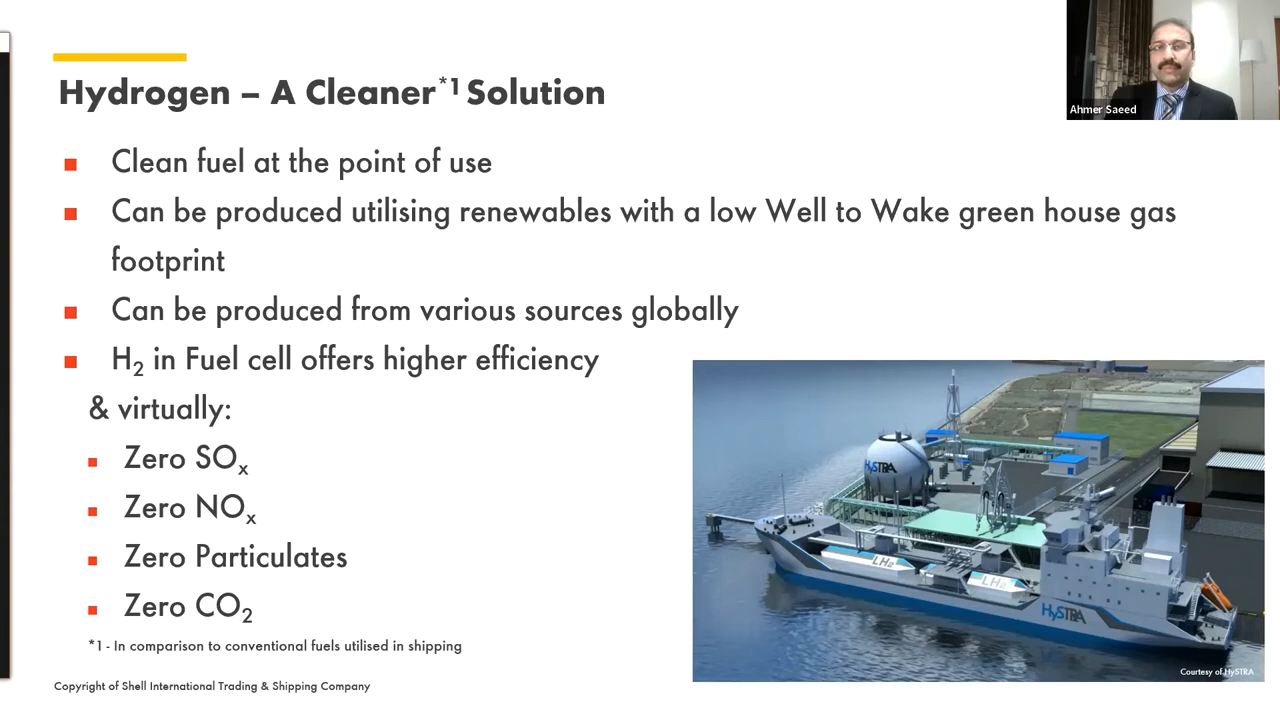 Hydrogen – A Cleaner*1 Solution
Ahmer Saeed
Clean fuel at the point of use
Can be produced utilising renewables with a low Well to Wake green house gas
footprint
Can be produced from various sources globally
H2 in Fuel cell offers higher efficiency
& virtually:
Zero SOx
Zero NOx
Zero Particulates
Zero CO2
HySTRA
LH2
LH2
HySTRA
*1 - In comparison to conventional fuels utilised in shipping
Courtesy of HySTRA
Copyright of Shell International Trading & Shipping Company